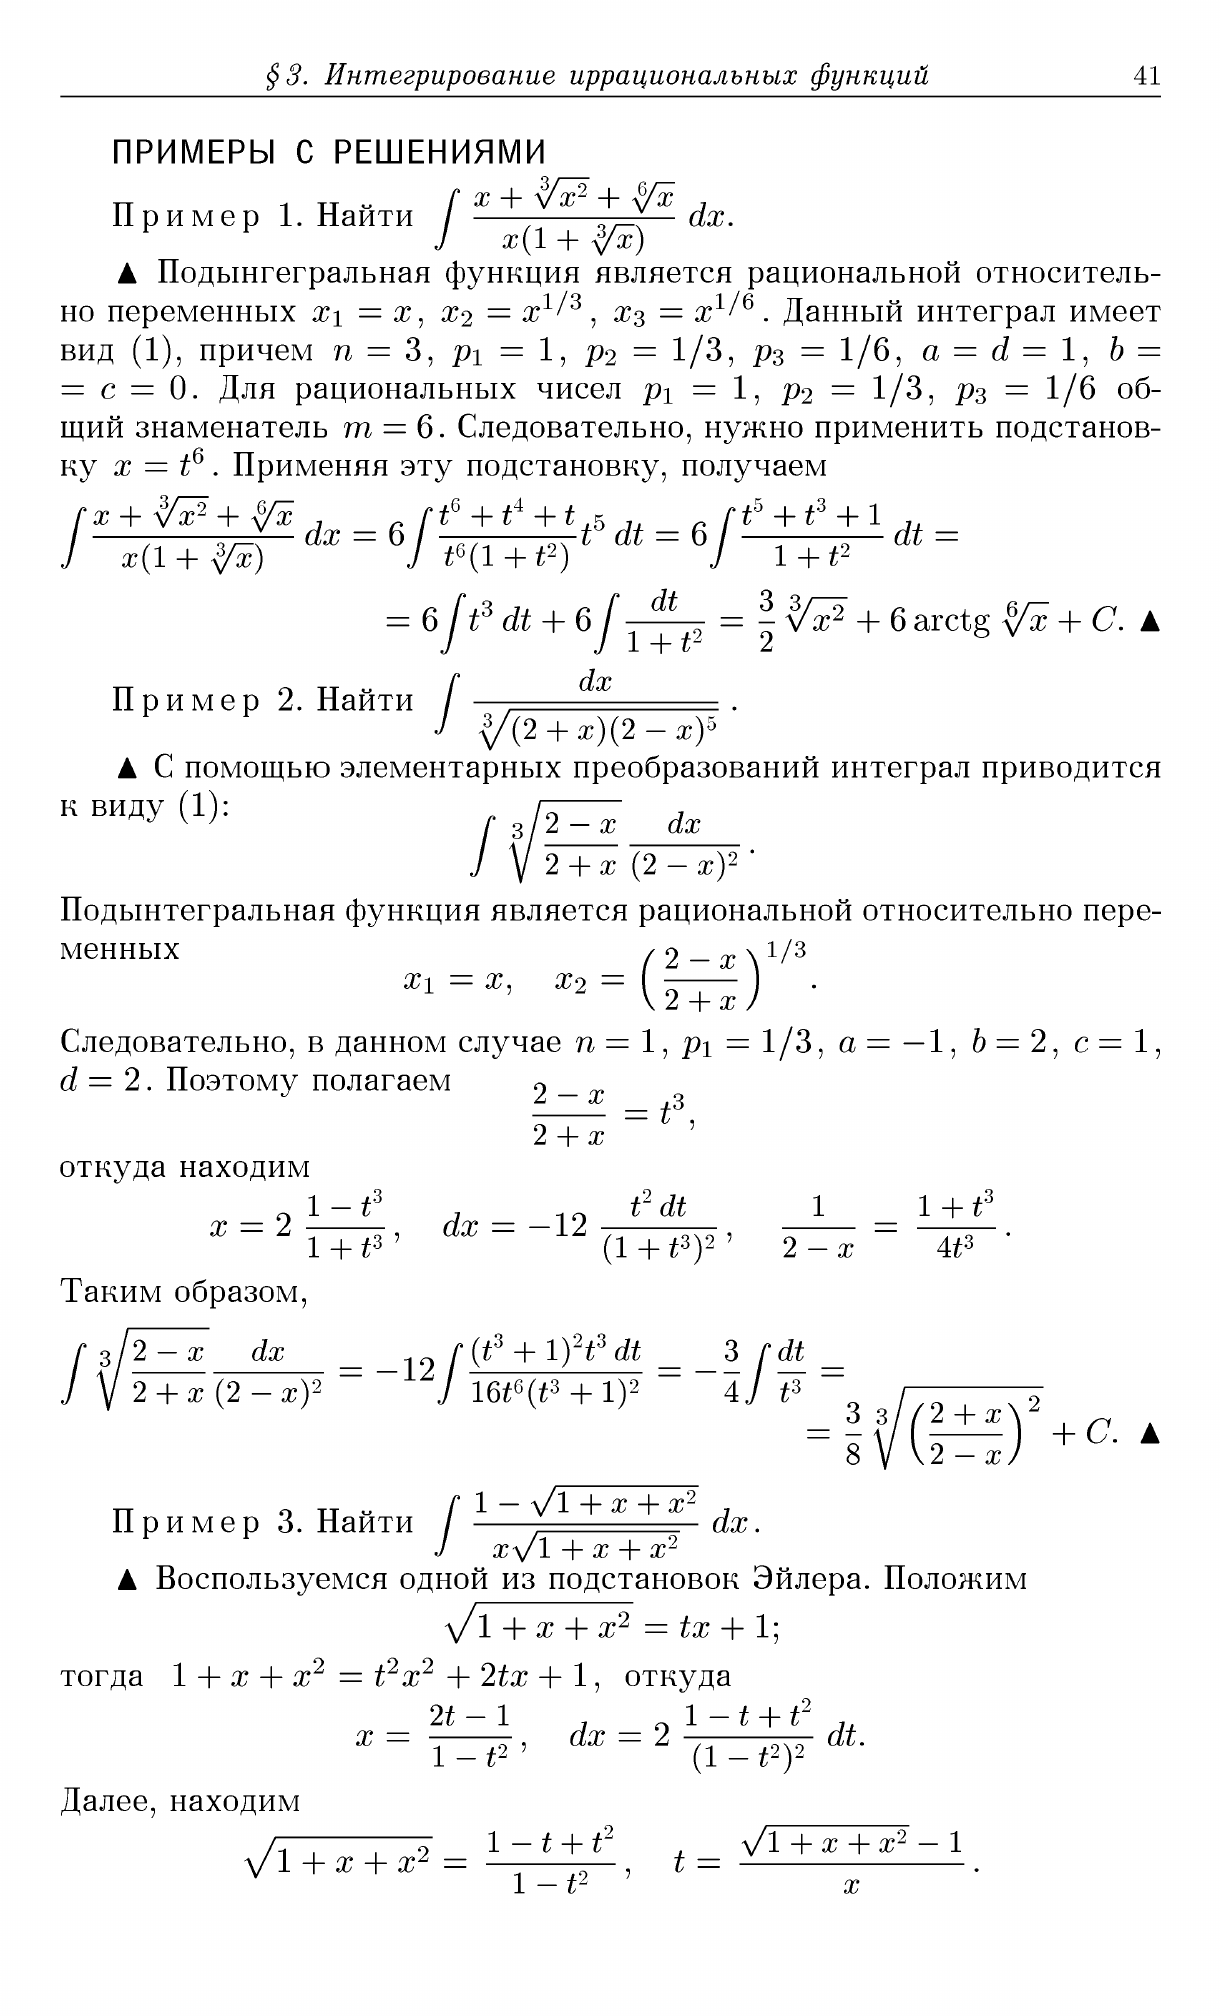 § 3. Интегрирование иррациональных функций 41
ПРИМЕРЫ С РЕШЕНИЯМИ
Пример 1. Найти $\int \frac{x + \sqrt[3]{x^2} + \sqrt[6]{x}}{x(1 + \sqrt[3]{x})}\,dx.$
▲ Подынгегральная функция является рациональной относитель-
но переменных $x_1 = x$, $x_2 = x^{1/3}$, $x_3 = x^{1/6}$. Данный интеграл имеет
вид (1), причем $n = 3$, $p_1 = 1$, $p_2 = 1/3$, $p_3 = 1/6$, $a = d = 1$, $b =$
$= c = 0$. Для рациональных чисел $p_1 = 1$, $p_2 = 1/3$, $p_3 = 1/6$ об-
щий знаменатель $m = 6$. Следовательно, нужно применить подстанов-
ку $x = t^6$. Применяя эту подстановку, получаем
$\int \frac{x + \sqrt[3]{x^2} + \sqrt[6]{x}}{x(1 + \sqrt[3]{x})}\,dx = 6\int \frac{t^6 + t^4 + t}{t^6(1 + t^2)} t^5\,dt = 6\int \frac{t^5 + t^3 + 1}{1 + t^2}\,dt =$
$= 6\int t^3\,dt + 6\int \frac{dt}{1 + t^2} = \frac{3}{2}\sqrt[3]{x^2} + 6\,\text{arctg}\,\sqrt[6]{x} + C.$ ▲
Пример 2. Найти $\int \frac{dx}{\sqrt[3]{(2 + x)(2 - x)^5}}.$
▲ С помощью элементарных преобразований интеграл приводится
к виду (1):
$\int \sqrt[3]{\frac{2 - x}{2 + x}}\,\frac{dx}{(2 - x)^2}.$
Подынтегральная функция является рациональной относительно пере-
менных
$x_1 = x, \quad x_2 = \left(\frac{2 - x}{2 + x}\right)^{1/3}.$
Следовательно, в данном случае $n = 1$, $p_1 = 1/3$, $a = -1$, $b = 2$, $c = 1$,
$d = 2$. Поэтому полагаем
$\frac{2 - x}{2 + x} = t^3,$
откуда находим
$x = 2\,\frac{1 - t^3}{1 + t^3}, \quad dx = -12\,\frac{t^2\,dt}{(1 + t^3)^2}, \quad \frac{1}{2 - x} = \frac{1 + t^3}{4t^3}.$
Таким образом,
$\int \sqrt[3]{\frac{2 - x}{2 + x}}\,\frac{dx}{(2 - x)^2} = -12\int \frac{(t^3 + 1)^2 t^3\,dt}{16t^6(t^3 + 1)^2} = -\frac{3}{4}\int \frac{dt}{t^3} =$
$= \frac{3}{8}\sqrt[3]{\left(\frac{2 + x}{2 - x}\right)^2} + C.$ ▲
Пример 3. Найти $\int \frac{1 - \sqrt{1 + x + x^2}}{x\sqrt{1 + x + x^2}}\,dx.$
▲ Воспользуемся одной из подстановок Эйлера. Положим
$\sqrt{1 + x + x^2} = tx + 1;$
тогда $1 + x + x^2 = t^2x^2 + 2tx + 1$, откуда
$x = \frac{2t - 1}{1 - t^2}, \quad dx = 2\,\frac{1 - t + t^2}{(1 - t^2)^2}\,dt.$
Далее, находим
$\sqrt{1 + x + x^2} = \frac{1 - t + t^2}{1 - t^2}, \quad t = \frac{\sqrt{1 + x + x^2} - 1}{x}.$